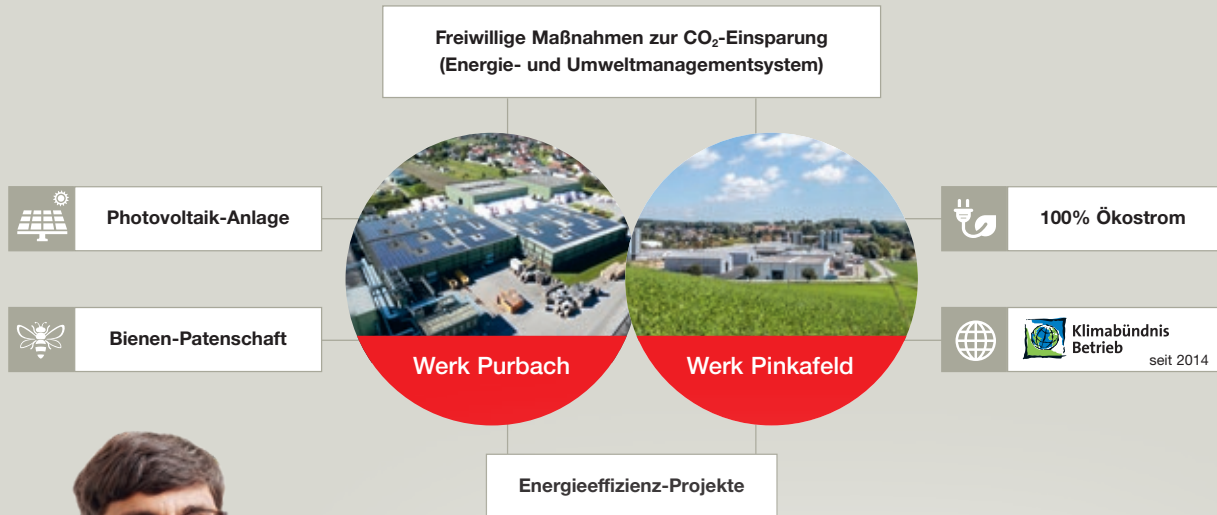 Freiwillige Maßnahmen zur CO₂-Einsparung
(Energie- und Umweltmanagementsystem)
Photovoltaik-Anlage
100% Ökostrom
Bienen-Patenschaft
Klimabündnis
Betrieb
seit 2014
Werk Purbach
Werk Pinkafeld
Energieeffizienz-Projekte